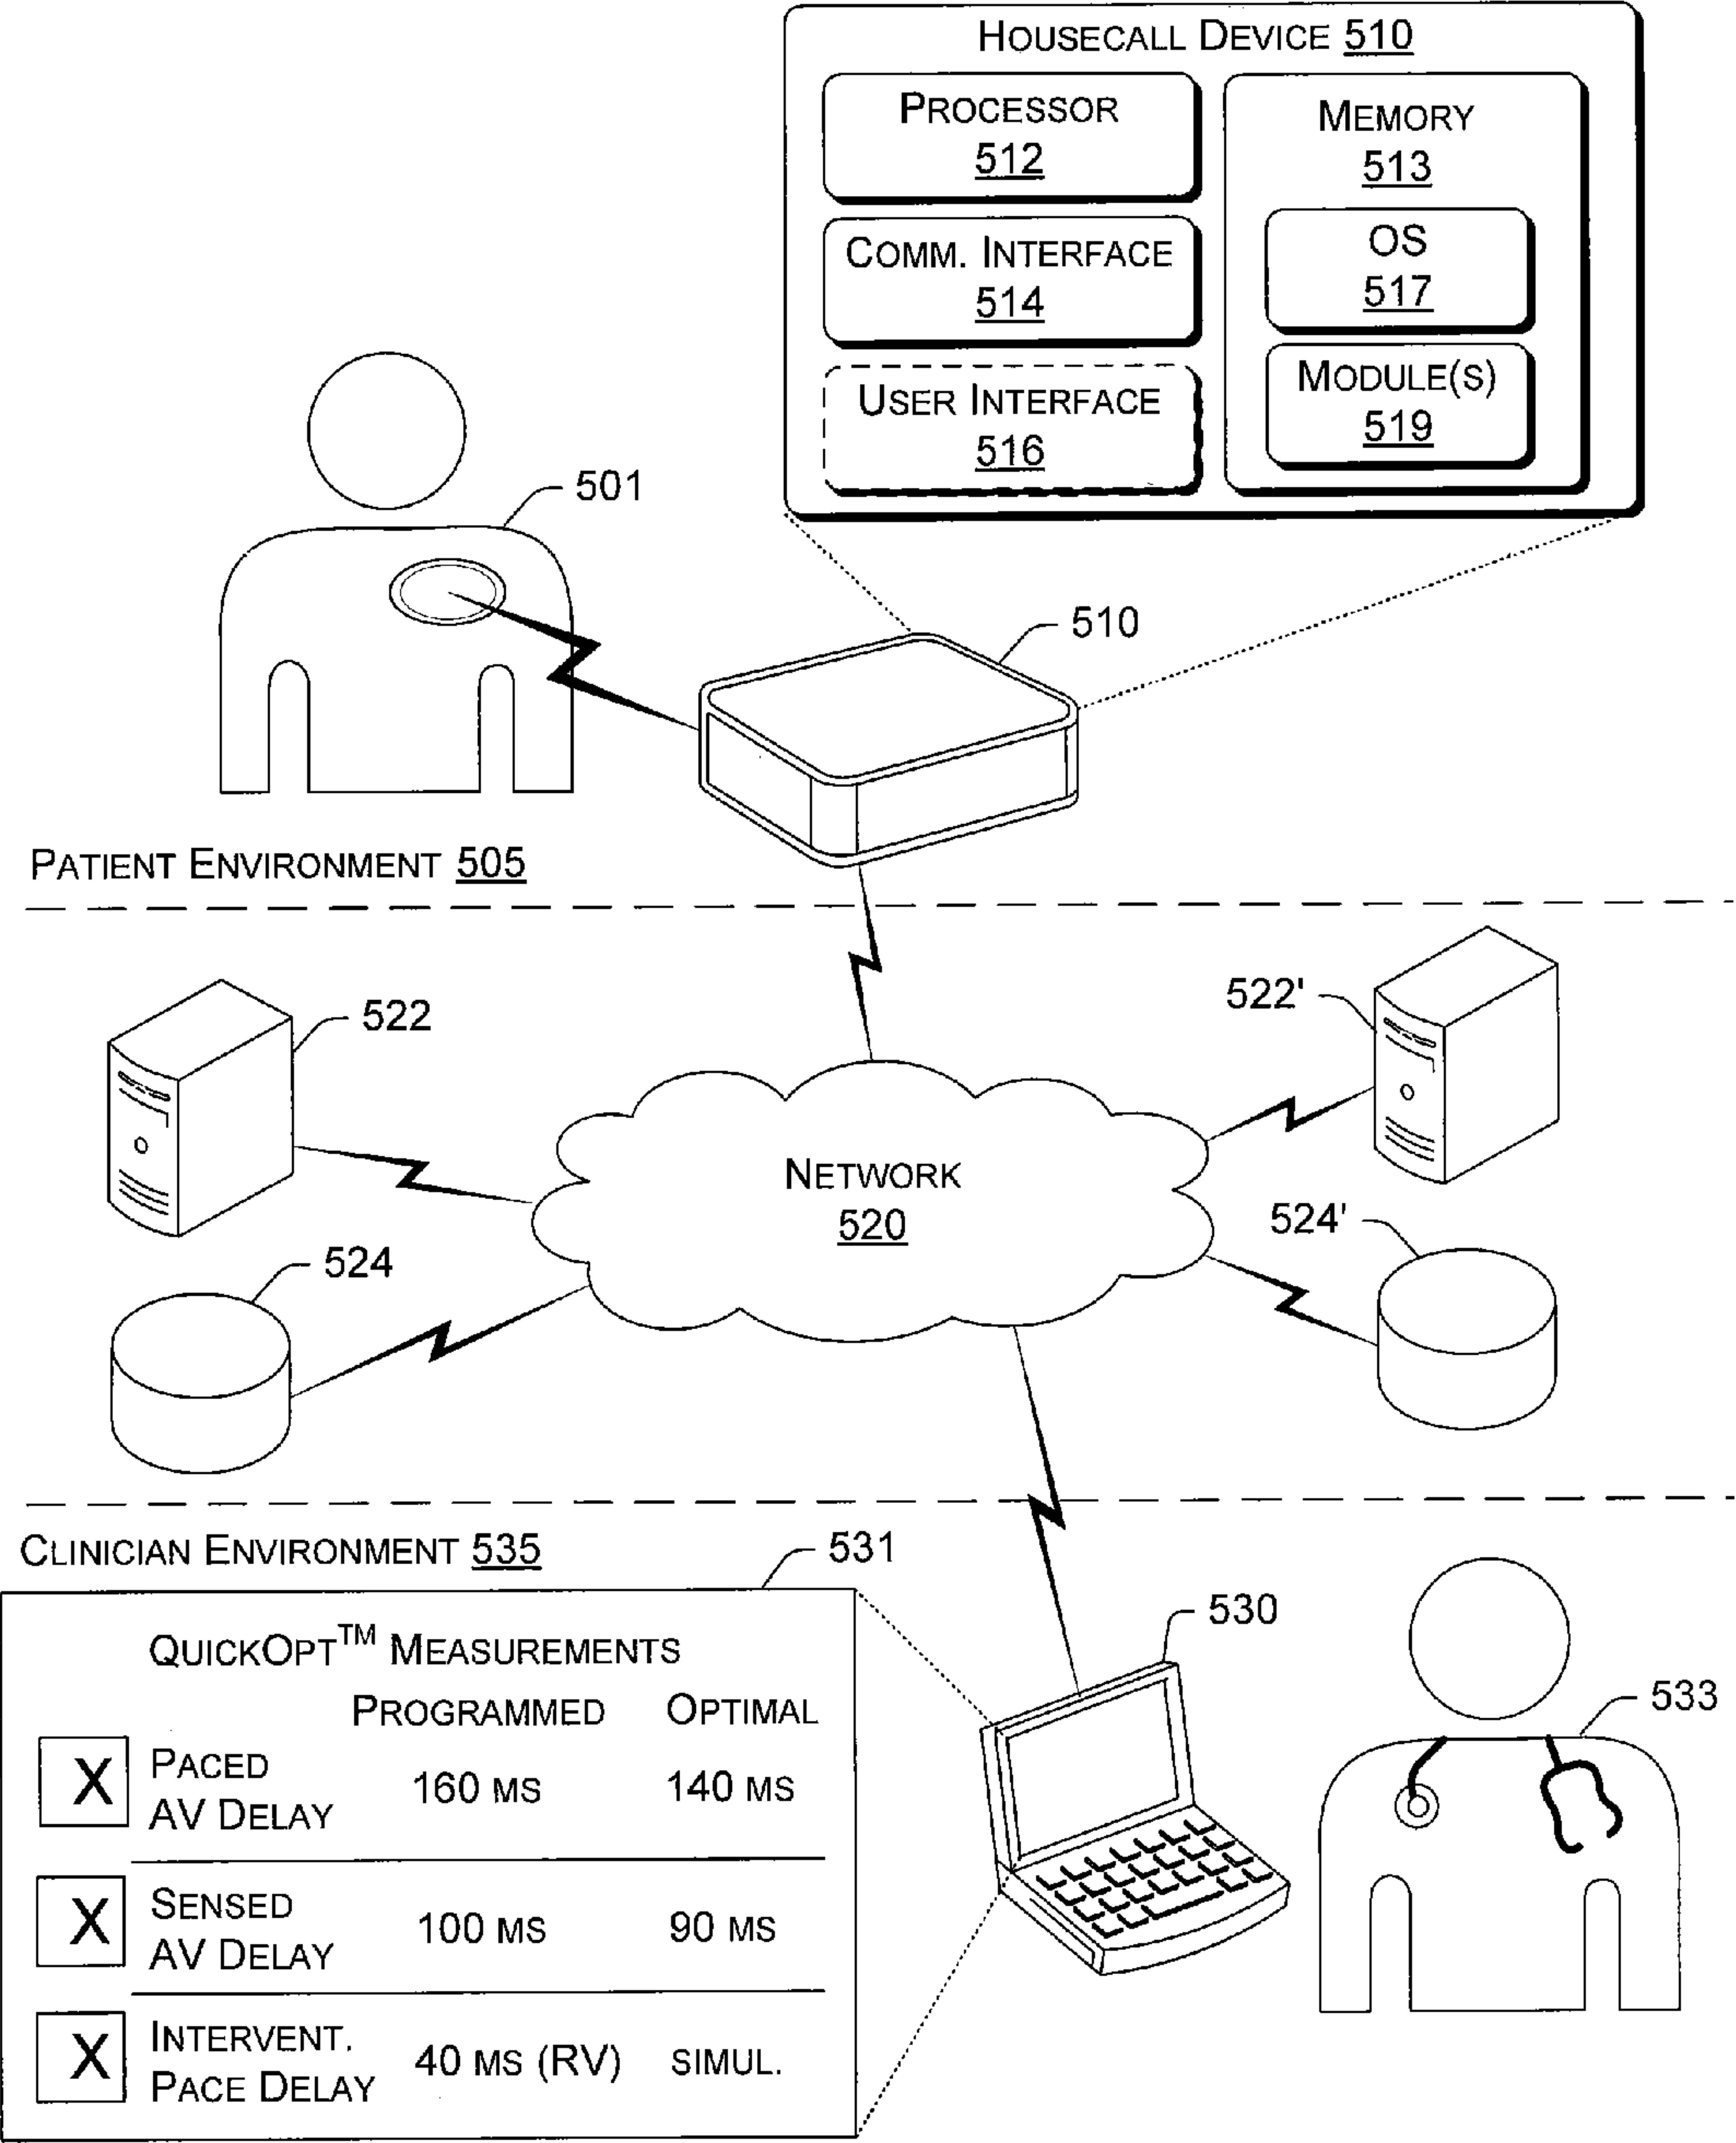 HOUSECALL DEVICE 510
PROCESSOR
512
MEMORY
513
COMM. INTERFACE
514
OS
517
USER INTERFACE
516
MODULE(S)
519
501
510
PATIENT ENVIRONMENT 505
522
522'
NETWORK
520
524
524'
CLINICIAN ENVIRONMENT 535
531
530
533
QUICKOPT™ MEASUREMENTS
PROGRAMMED OPTIMAL
X PACED
AV DELAY 160 MS 140 MS
X SENSED
AV DELAY 100 MS 90 MS
X INTERVENT.
PACE DELAY 40 MS (RV) SIMUL.